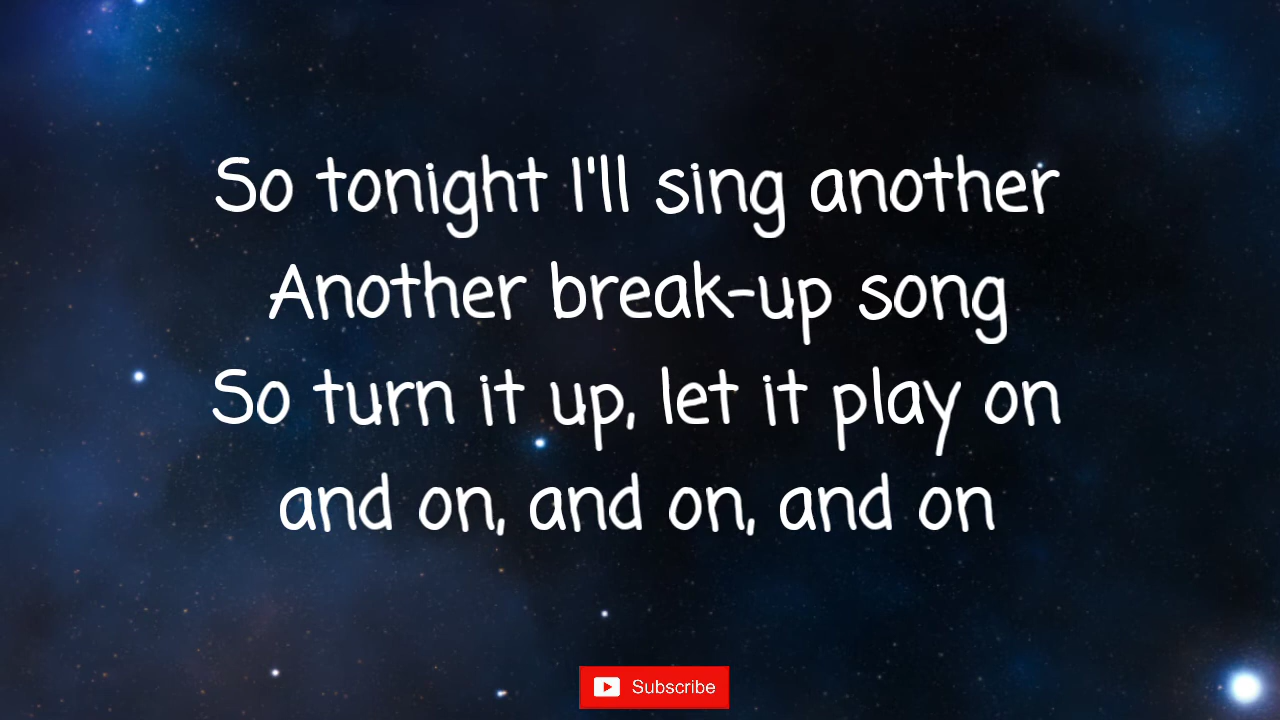 So tonight I'll sing another
Another break-up song
So turn it up, let it play on
and on, and on, and on
Subscribe